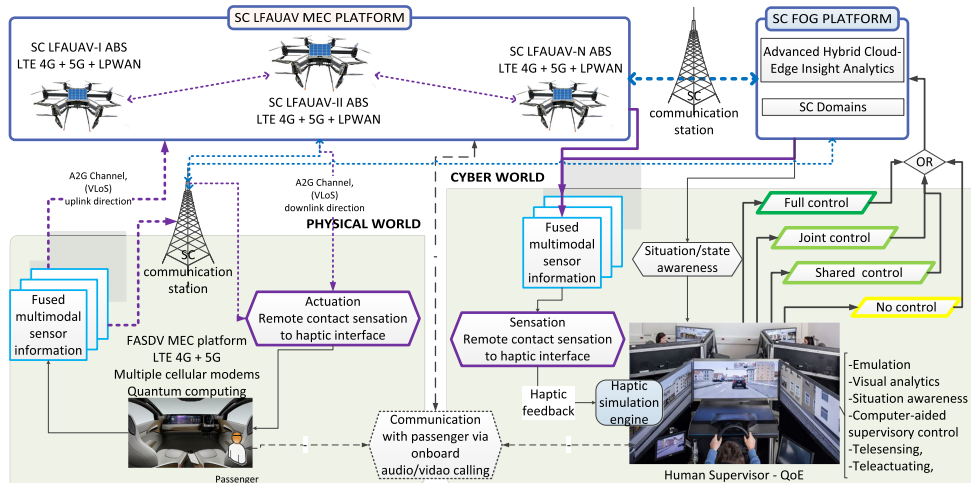 SC LFAUAV MEC PLATFORM
SC LFAUAV-I ABS
LTE 4G + 5G + LPWAN
SC LFAUAV-II ABS
LTE 4G + 5G + LPWAN
SC LFAUAV-N ABS
LTE 4G + 5G + LPWAN
SC
communication
station
SC FOG PLATFORM
Advanced Hybrid Cloud-
Edge Insight Analytics
SC Domains
OR
A2G Channel,
(VLoS)
uplink direction
A2G Channel,
(VLoS)
downlink direction
PHYSICAL WORLD
CYBER WORLD
SC
communication
station
Fused
multimodal
sensor
information
Actuation
Remote contact sensation
to haptic interface
FASDV MEC platform
LTE 4G + 5G
Multiple cellular modems
Quantum computing
Passenger
Communication
with passenger via
onboard
audio/vidao calling
Fused
multimodal
sensor
information
Sensation
Remote contact sensation
to haptic interface
Haptic
feedback
Haptic
simulation
engine
Situation/state
awareness
Full control
Joint control
Shared control
No control
Human Supervisor - QoE
-Emulation
-Visual analytics
-Situation awareness
-Computer-aided
supervisory control
-Telesensing,
-Teleactuating,